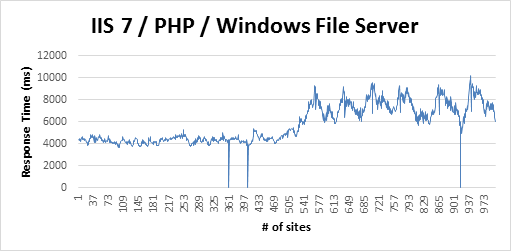 IIS 7 / PHP / Windows File Server
Response Time (ms)
12000
10000
8000
6000
4000
2000
0
1 37 73 109 145 181 217 253 289 325 361 397 433 469 505 541 577 613 649 685 721 757 793 829 865 901 937 973
# of sites